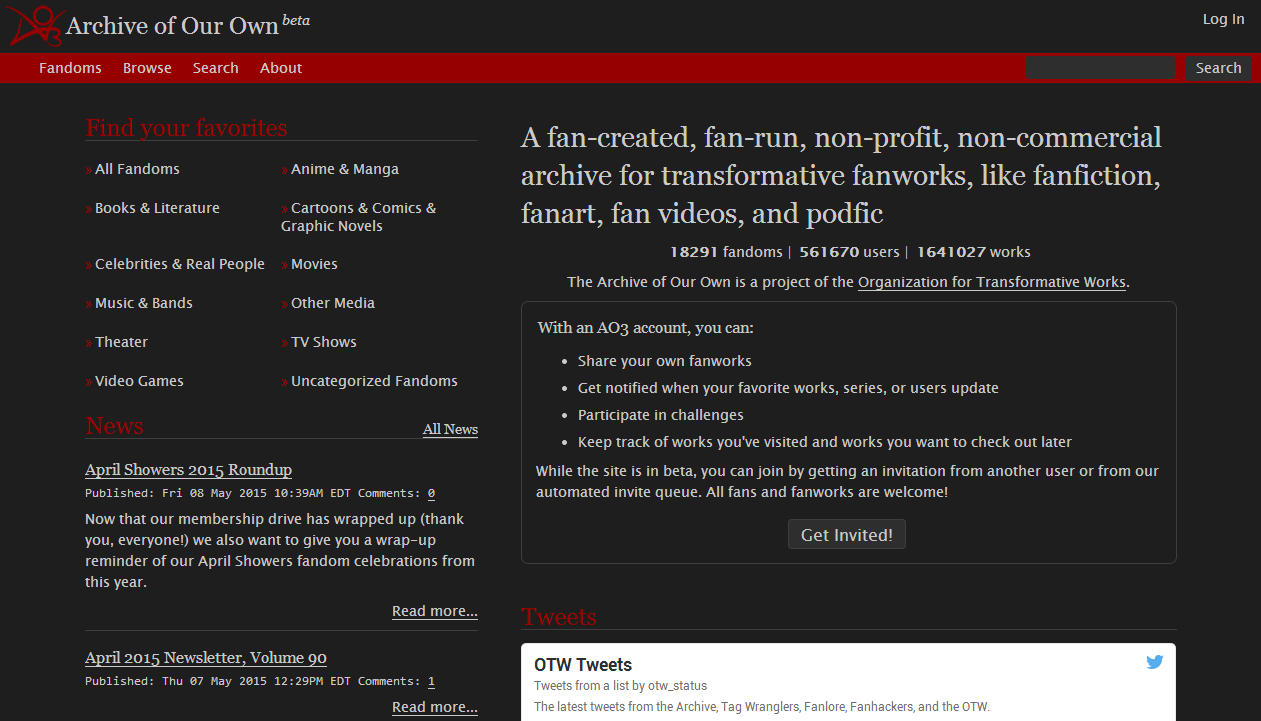 Archive of Our Own beta
Log In
Fandoms Browse Search About
Search
Find your favorites
» All Fandoms
» Anime & Manga
» Books & Literature
» Cartoons & Comics &
Graphic Novels
» Celebrities & Real People
» Movies
» Music & Bands
» Other Media
» Theater
» TV Shows
» Video Games
» Uncategorized Fandoms
News
All News
April Showers 2015 Roundup
Published: Fri 08 May 2015 10:39AM EDT Comments: 0
Now that our membership drive has wrapped up (thank
you, everyone!) we also want to give you a wrap-up
reminder of our April Showers fandom celebrations from
this year.
Read more...
April 2015 Newsletter, Volume 90
Published: Thu 07 May 2015 12:29PM EDT Comments: 1
Read more...
A fan-created, fan-run, non-profit, non-commercial
archive for transformative fanworks, like fanfiction,
fanart, fan videos, and podfic
18291 fandoms | 561670 users | 1641027 works
The Archive of Our Own is a project of the Organization for Transformative Works.
With an AO3 account, you can:
• Share your own fanworks
• Get notified when your favorite works, series, or users update
• Participate in challenges
• Keep track of works you've visited and works you want to check out later
While the site is in beta, you can join by getting an invitation from another user or from our
automated invite queue. All fans and fanworks are welcome!
Get Invited!
Tweets
OTW Tweets
Tweets from a list by otw_status
The latest tweets from the Archive, Tag Wranglers, Fanlore, Fanhackers, and the OTW.